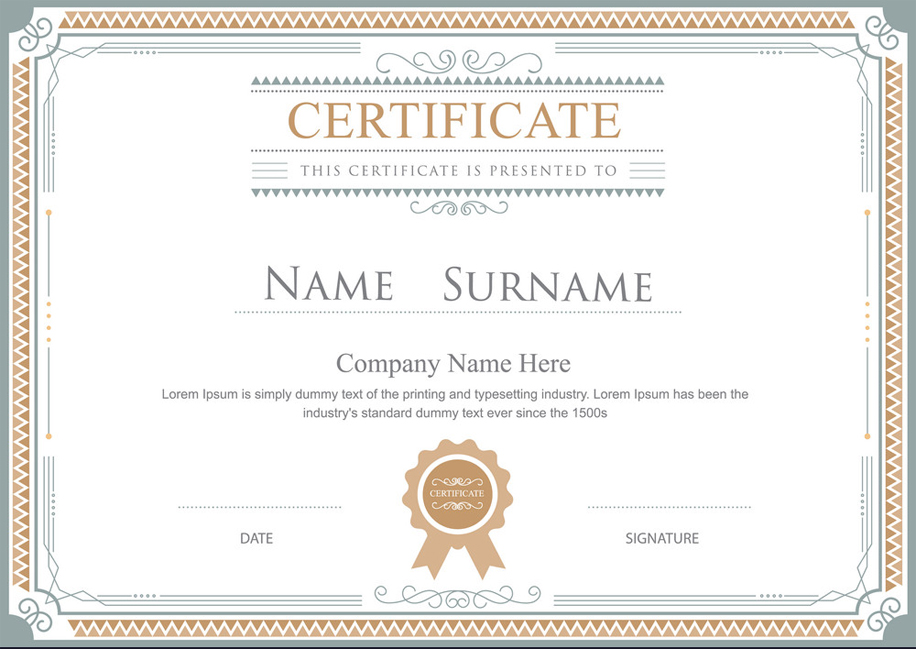 CERTIFICATE
THIS CERTIFICATE IS PRESENTED TO
NAME SURNAME
Company Name Here
Lorem Ipsum is simply dummy text of the printing and typesetting industry. Lorem Ipsum has been the
industry's standard dummy text ever since the 1500s
CERTIFICATE
DATE
SIGNATURE